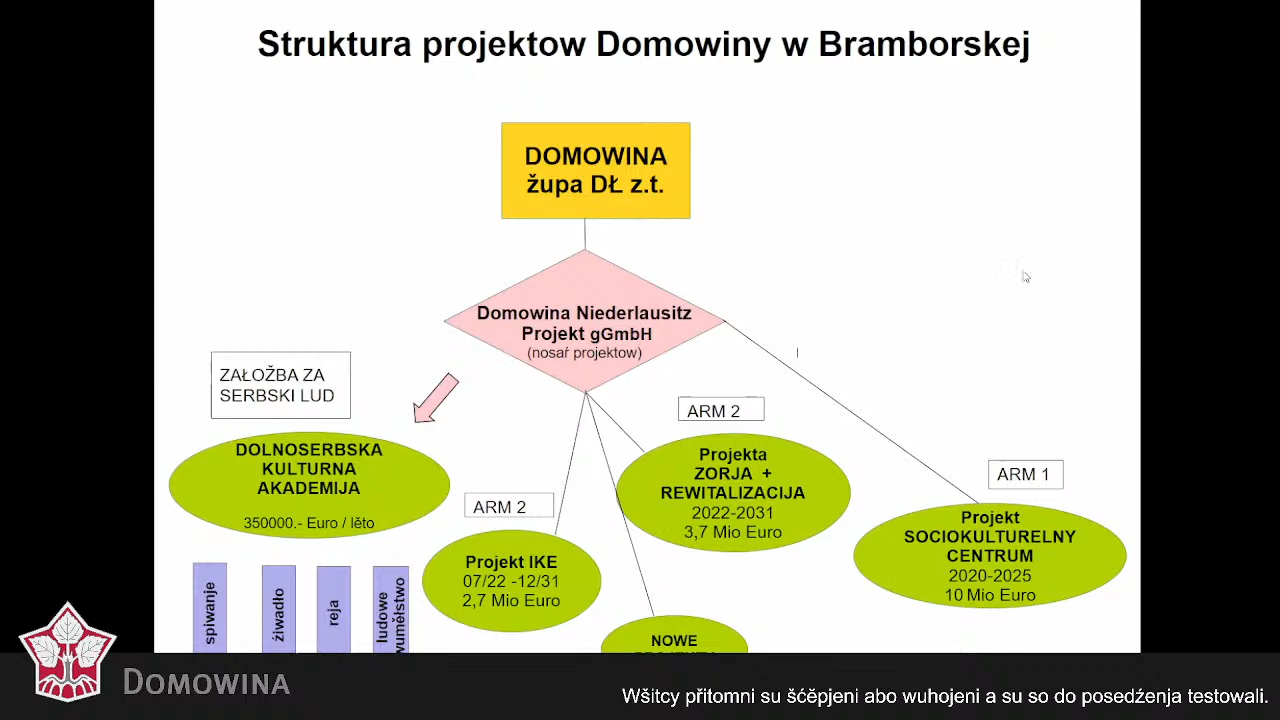 Struktura projektow Domowiny w Bramborskej
DOMOWINA
župa DŁ z.t.
Domowina Niederlausitz
Projekt gGmbH
(nosaŕ projektow)
ZAŁOŽBA ZA
SERBSKI LUD
DOLNOSERBSKA
KULTURNA
AKADEMIJA
350000.- Euro / lěto
ARM 2
Projekt IKE
07/22 -12/31
2,7 Mio Euro
ARM 2
Projekta
ZORJA +
REWITALIZACIJA
2022-2031
3,7 Mio Euro
ARM 1
Projekt
SOCIOKULTURELNY
CENTRUM
2020-2025
10 Mio Euro
spiwanje
žiwadło
reja
ludowe
wuměłstwo
NOWE
DOMOWINA
Wšitcy přitomni su šćěpjeni abo wuhojeni a su so do posedźenja testowali.